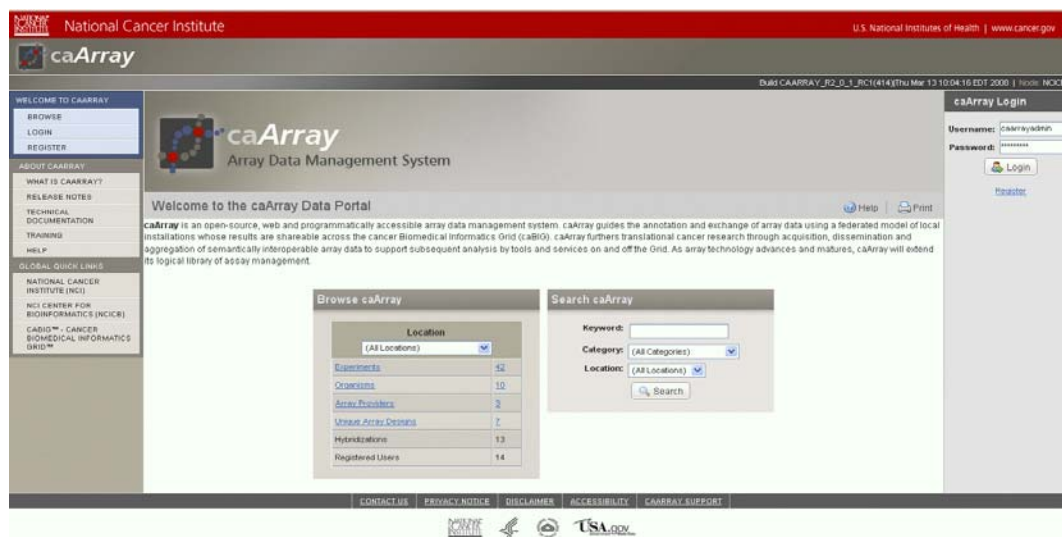 NATIONAL CANCER INSTITUTE
National Cancer Institute
U.S. National Institutes of Health | www.cancer.gov
caArray
Build CAARRAY_R2_0_1_RC1(414)|Thu Mar 13 10:04:16 EDT 2008 | Node: NCIC
WELCOME TO CAARRAY
BROWSE
LOGIN
REGISTER
ABOUT CAARRAY
WHAT IS CAARRAY?
RELEASE NOTES
TECHNICAL
DOCUMENTATION
TRAINING
HELP
GLOBAL QUICK LINKS
NATIONAL CANCER
INSTITUTE (NCI)
NCI CENTER FOR
BIOINFORMATICS (NCICB)
CABIG™ - CANCER
BIOMEDICAL INFORMATICS
GRID™
caArray
Array Data Management System
Welcome to the caArray Data Portal
Help
Print
caArray is an open-source, web and programmatically accessible array data management system. caArray guides the annotation and exchange of array data using a federated model of local
installations whose results are shareable across the cancer Biomedical Informatics Grid (caBIG). caArray furthers translational cancer research through acquisition, dissemination and
aggregation of semantically interoperable array data to support subsequent analysis by tools and services on and off the Grid. As array technology advances and matures, caArray will extend
its logical library of assay management.
Browse caArray
Location
(All Locations)
Experiments 42
Organisms 10
Array Providers 3
Unique Array Designs 7
Hybridizations 13
Registered Users 14
Search caArray
Keyword:
Category: (All Categories)
Location: (All Locations)
Search
caArray Login
Username: caarrayadmin
Password: *********
Login
Register
CONTACT US PRIVACY NOTICE DISCLAIMER ACCESSIBILITY CAARRAY SUPPORT
NATIONAL CANCER INSTITUTE
USA.gov